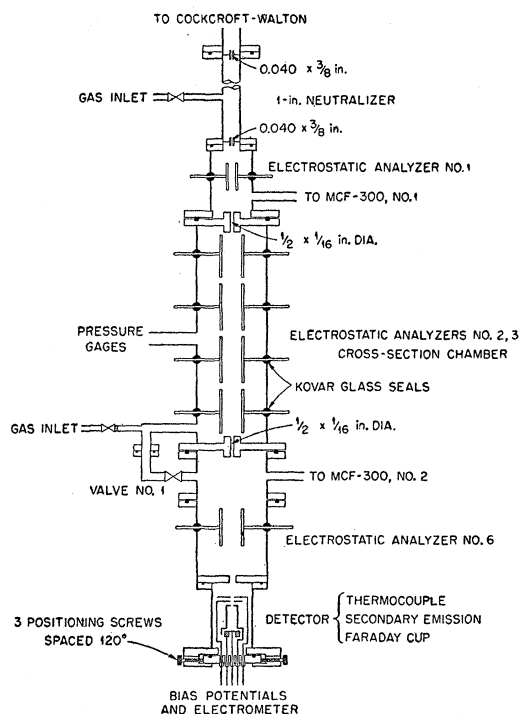 TO COCKCROFT-WALTON
0.040 x 3/8 in.
GAS INLET
1-in. NEUTRALIZER
0.040 x 3/8 in.
ELECTROSTATIC ANALYZER NO.1
TO MCF-300, NO.1
1/2 x 1/16 in. DIA.
PRESSURE
GAGES
ELECTROSTATIC ANALYZERS NO. 2, 3
CROSS-SECTION CHAMBER
KOVAR GLASS SEALS
GAS INLET
1/2 x 1/16 in. DIA.
VALVE NO. 1
TO MCF-300, NO. 2
ELECTROSTATIC ANALYZER NO. 6
3 POSITIONING SCREWS
SPACED 120°
DETECTOR
THERMOCOUPLE
SECONDARY EMISSION
FARADAY CUP
BIAS POTENTIALS
AND ELECTROMETER